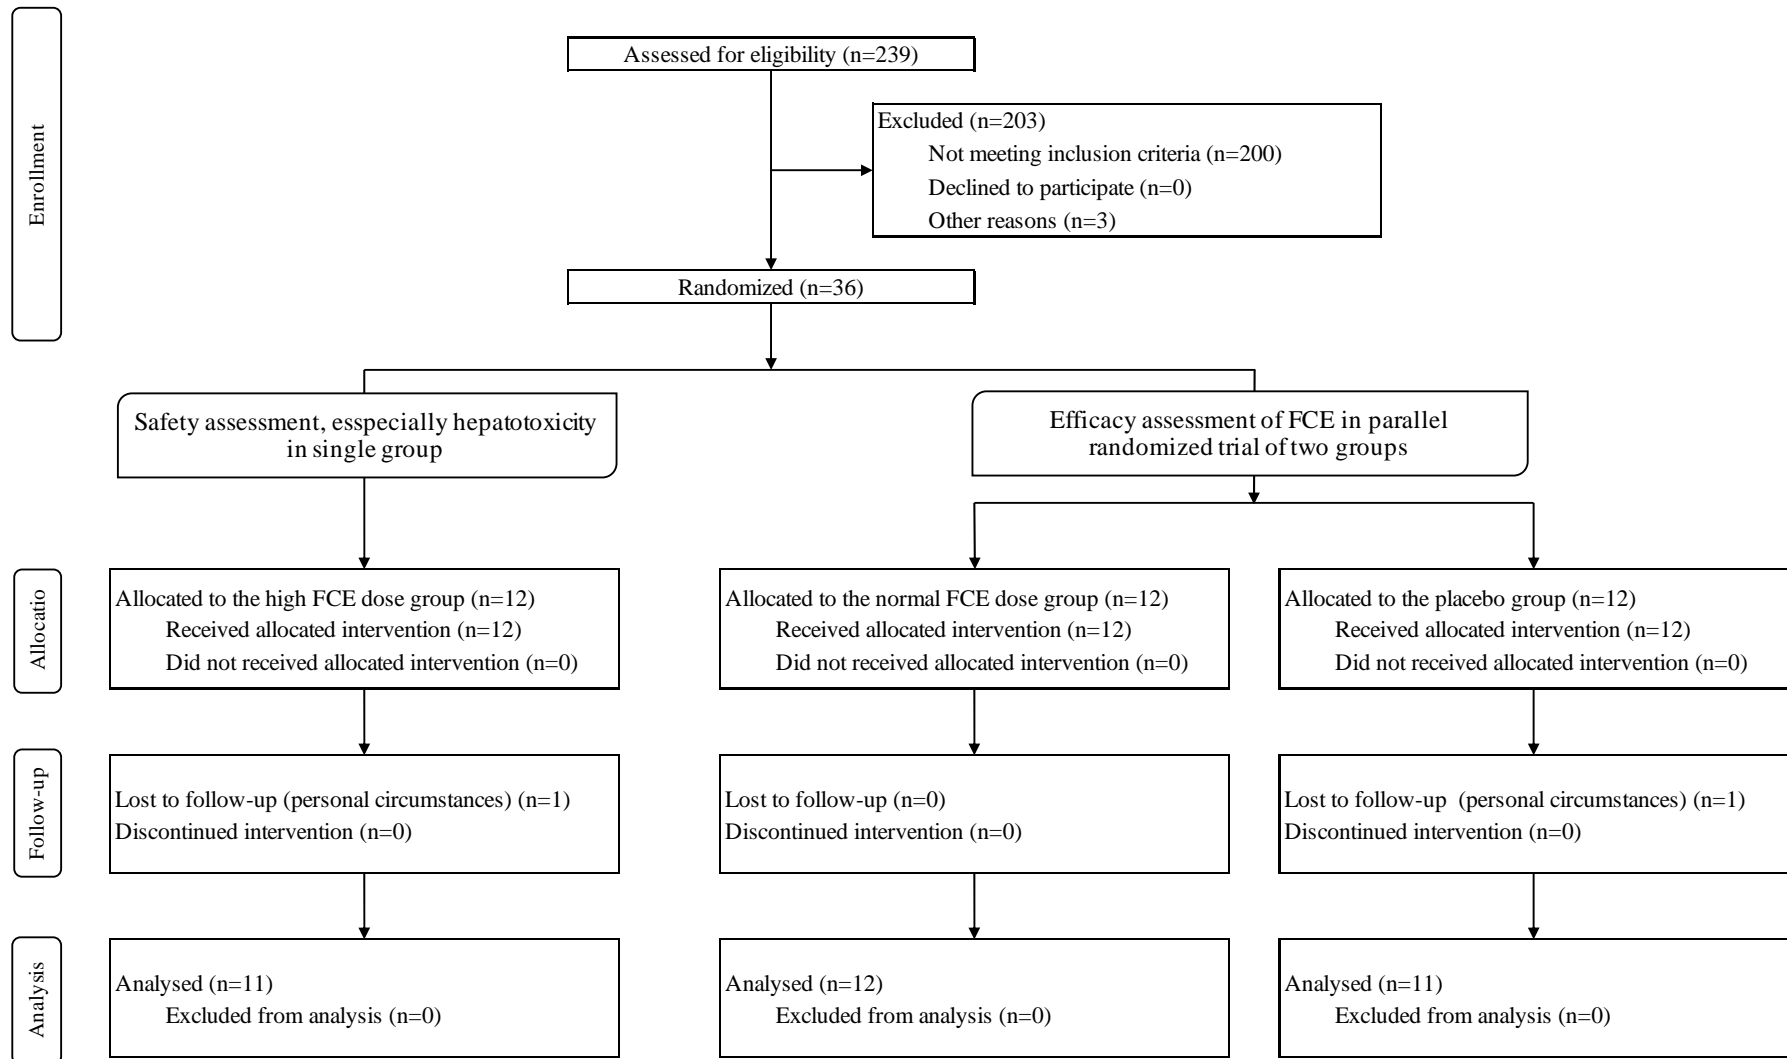 Enrollment
Assessed for eligibility (n=239)
Excluded (n=203)
Not meeting inclusion criteria (n=200)
Declined to participate (n=0)
Other reasons (n=3)
Randomized (n=36)
Safety assessment, esspecially hepatotoxicity
in single group
Efficacy assessment of FCE in parallel
randomized trial of two groups
Allocatio
Allocated to the high FCE dose group (n=12)
Received allocated intervention (n=12)
Did not received allocated intervention (n=0)
Allocated to the normal FCE dose group (n=12)
Received allocated intervention (n=12)
Did not received allocated intervention (n=0)
Allocated to the placebo group (n=12)
Received allocated intervention (n=12)
Did not received allocated intervention (n=0)
Follow-up
Lost to follow-up (personal circumstances) (n=1)
Discontinued intervention (n=0)
Lost to follow-up (n=0)
Discontinued intervention (n=0)
Lost to follow-up (personal circumstances) (n=1)
Discontinued intervention (n=0)
Analysis
Analysed (n=11)
Excluded from analysis (n=0)
Analysed (n=12)
Excluded from analysis (n=0)
Analysed (n=11)
Excluded from analysis (n=0)